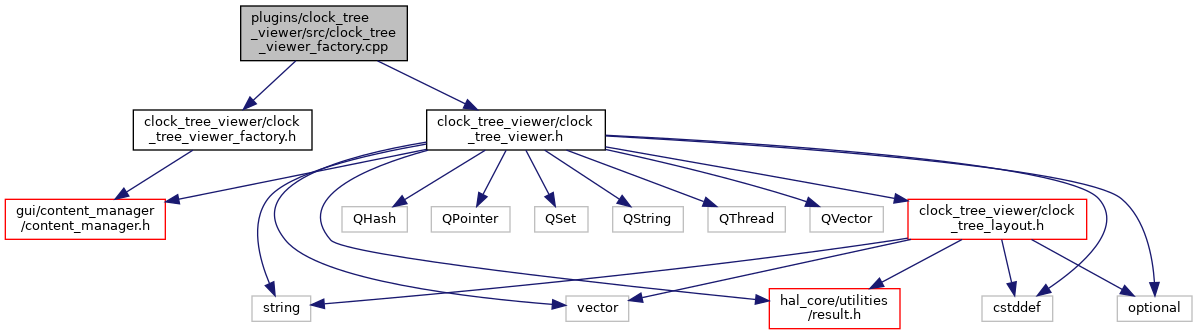 plugins/clock_tree
_viewer/src/clock_tree
_viewer_factory.cpp
clock_tree_viewer/clock
_tree_viewer_factory.h
clock_tree_viewer/clock
_tree_viewer.h
gui/content_manager
/content_manager.h
QHash
QPointer
QSet
QString
QThread
QVector
clock_tree_viewer/clock
_tree_layout.h
string
vector
hal_core/utilities
/result.h
cstddef
optional